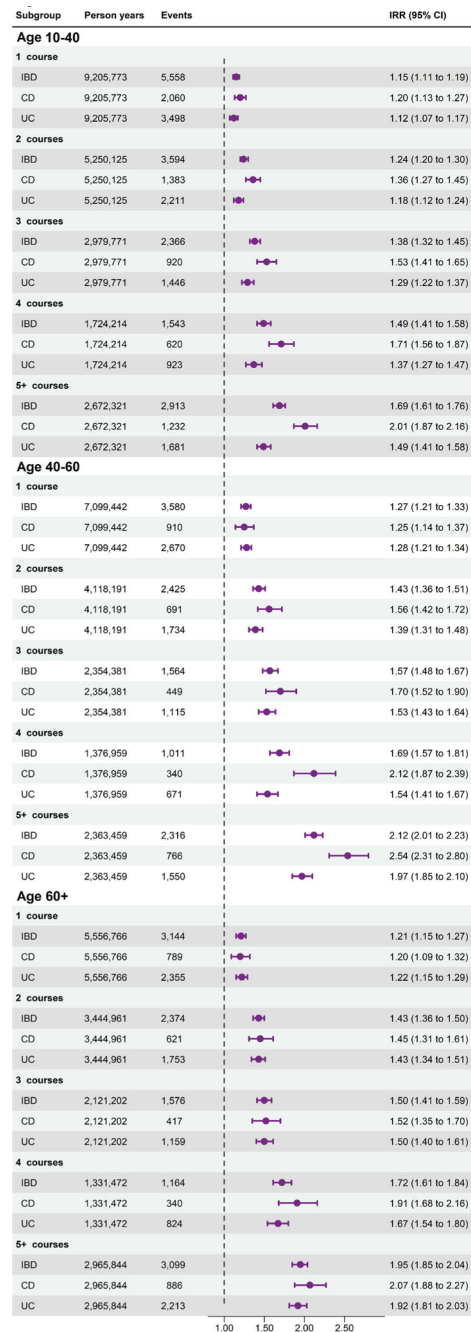 Subgroup Person years Events IRR (95% CI)
Age 10-40
1 course
IBD 9,205,773 5,558 1.15 (1.11 to 1.19)
CD 9,205,773 2,060 1.20 (1.13 to 1.27)
UC 9,205,773 3,498 1.12 (1.07 to 1.17)
2 courses
IBD 5,250,125 3,594 1.24 (1.20 to 1.30)
CD 5,250,125 1,383 1.36 (1.27 to 1.45)
UC 5,250,125 2,211 1.18 (1.12 to 1.24)
3 courses
IBD 2,979,771 2,366 1.38 (1.32 to 1.45)
CD 2,979,771 920 1.53 (1.41 to 1.65)
UC 2,979,771 1,446 1.29 (1.22 to 1.37)
4 courses
IBD 1,724,214 1,543 1.49 (1.41 to 1.58)
CD 1,724,214 620 1.71 (1.56 to 1.87)
UC 1,724,214 923 1.37 (1.27 to 1.47)
5+ courses
IBD 2,672,321 2,913 1.69 (1.61 to 1.76)
CD 2,672,321 1,232 2.01 (1.87 to 2.16)
UC 2,672,321 1,681 1.49 (1.41 to 1.58)
Age 40-60
1 course
IBD 7,099,442 3,580 1.27 (1.21 to 1.33)
CD 7,099,442 910 1.25 (1.14 to 1.37)
UC 7,099,442 2,670 1.28 (1.21 to 1.34)
2 courses
IBD 4,118,191 2,425 1.43 (1.36 to 1.51)
CD 4,118,191 691 1.56 (1.42 to 1.72)
UC 4,118,191 1,734 1.39 (1.31 to 1.48)
3 courses
IBD 2,354,381 1,564 1.57 (1.48 to 1.67)
CD 2,354,381 449 1.70 (1.52 to 1.90)
UC 2,354,381 1,115 1.53 (1.43 to 1.64)
4 courses
IBD 1,376,959 1,011 1.69 (1.57 to 1.81)
CD 1,376,959 340 2.12 (1.87 to 2.39)
UC 1,376,959 671 1.54 (1.41 to 1.67)
5+ courses
IBD 2,363,459 2,316 2.12 (2.01 to 2.23)
CD 2,363,459 766 2.54 (2.31 to 2.80)
UC 2,363,459 1,550 1.97 (1.85 to 2.10)
Age 60+
1 course
IBD 5,556,766 3,144 1.21 (1.15 to 1.27)
CD 5,556,766 789 1.20 (1.09 to 1.32)
UC 5,556,766 2,355 1.22 (1.15 to 1.29)
2 courses
IBD 3,444,961 2,374 1.43 (1.36 to 1.50)
CD 3,444,961 621 1.45 (1.31 to 1.61)
UC 3,444,961 1,753 1.43 (1.34 to 1.51)
3 courses
IBD 2,121,202 1,576 1.50 (1.41 to 1.59)
CD 2,121,202 417 1.52 (1.35 to 1.70)
UC 2,121,202 1,159 1.50 (1.40 to 1.61)
4 courses
IBD 1,331,472 1,164 1.72 (1.61 to 1.84)
CD 1,331,472 340 1.91 (1.68 to 2.16)
UC 1,331,472 824 1.67 (1.54 to 1.80)
5+ courses
IBD 2,965,844 3,099 1.95 (1.85 to 2.04)
CD 2,965,844 886 2.07 (1.88 to 2.27)
UC 2,965,844 2,213 1.92 (1.81 to 2.03)
1.00 1.50 2.00 2.50